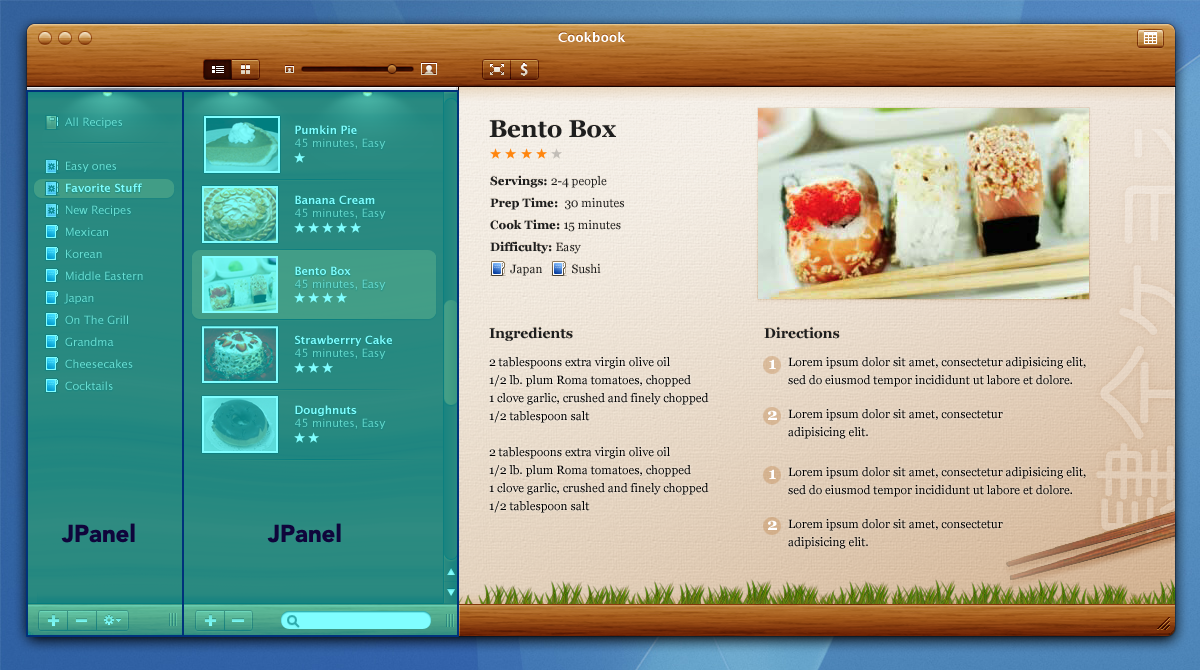 Cookbook
$
All Recipes
Easy ones
Favorite Stuff
New Recipes
Mexican
Korean
Middle Eastern
Japan
On The Grill
Grandma
Cheesecakes
Cocktails
JPanel
Pumkin Pie
45 minutes, Easy
Banana Cream
45 minutes, Easy
Bento Box
45 minutes, Easy
Strawberrry Cake
45 minutes, Easy
Doughnuts
45 minutes, Easy
JPanel
Bento Box
Servings: 2-4 people
Prep Time: 30 minutes
Cook Time: 15 minutes
Difficulty: Easy
Japan Sushi
Ingredients
2 tablespoons extra virgin olive oil
1/2 lb. plum Roma tomatoes, chopped
1 clove garlic, crushed and finely chopped
1/2 tablespoon salt
2 tablespoons extra virgin olive oil
1/2 lb. plum Roma tomatoes, chopped
1 clove garlic, crushed and finely chopped
1/2 tablespoon salt
Directions
1 Lorem ipsum dolor sit amet, consectetur adipisicing elit,
sed do eiusmod tempor incididunt ut labore et dolore.
2 Lorem ipsum dolor sit amet, consectetur
adipisicing elit.
1 Lorem ipsum dolor sit amet, consectetur adipisicing elit,
sed do eiusmod tempor incididunt ut labore et dolore.
2 Lorem ipsum dolor sit amet, consectetur
adipisicing elit.